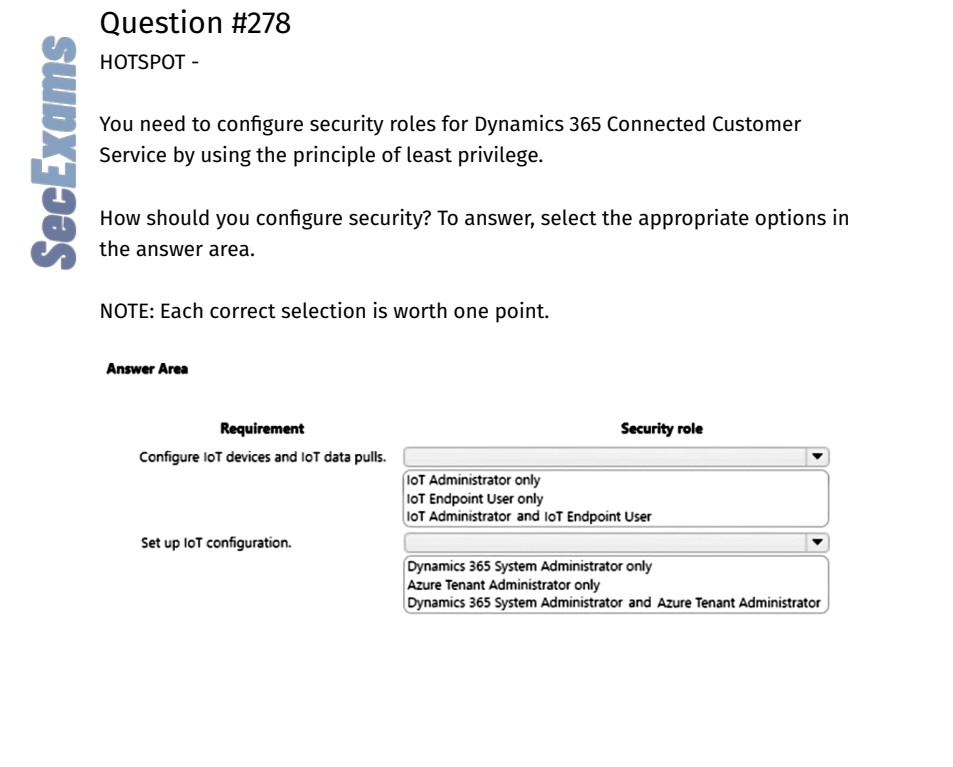 Question #278
SecExams
HOTSPOT -
You need to configure security roles for Dynamics 365 Connected Customer
Service by using the principle of least privilege.
How should you configure security? To answer, select the appropriate options in
the answer area.
NOTE: Each correct selection is worth one point.
Answer Area
Requirement Security role
Configure IoT devices and IoT data pulls.
IoT Administrator only
IoT Endpoint User only
IoT Administrator and IoT Endpoint User
Set up IoT configuration.
Dynamics 365 System Administrator only
Azure Tenant Administrator only
Dynamics 365 System Administrator and Azure Tenant Administrator